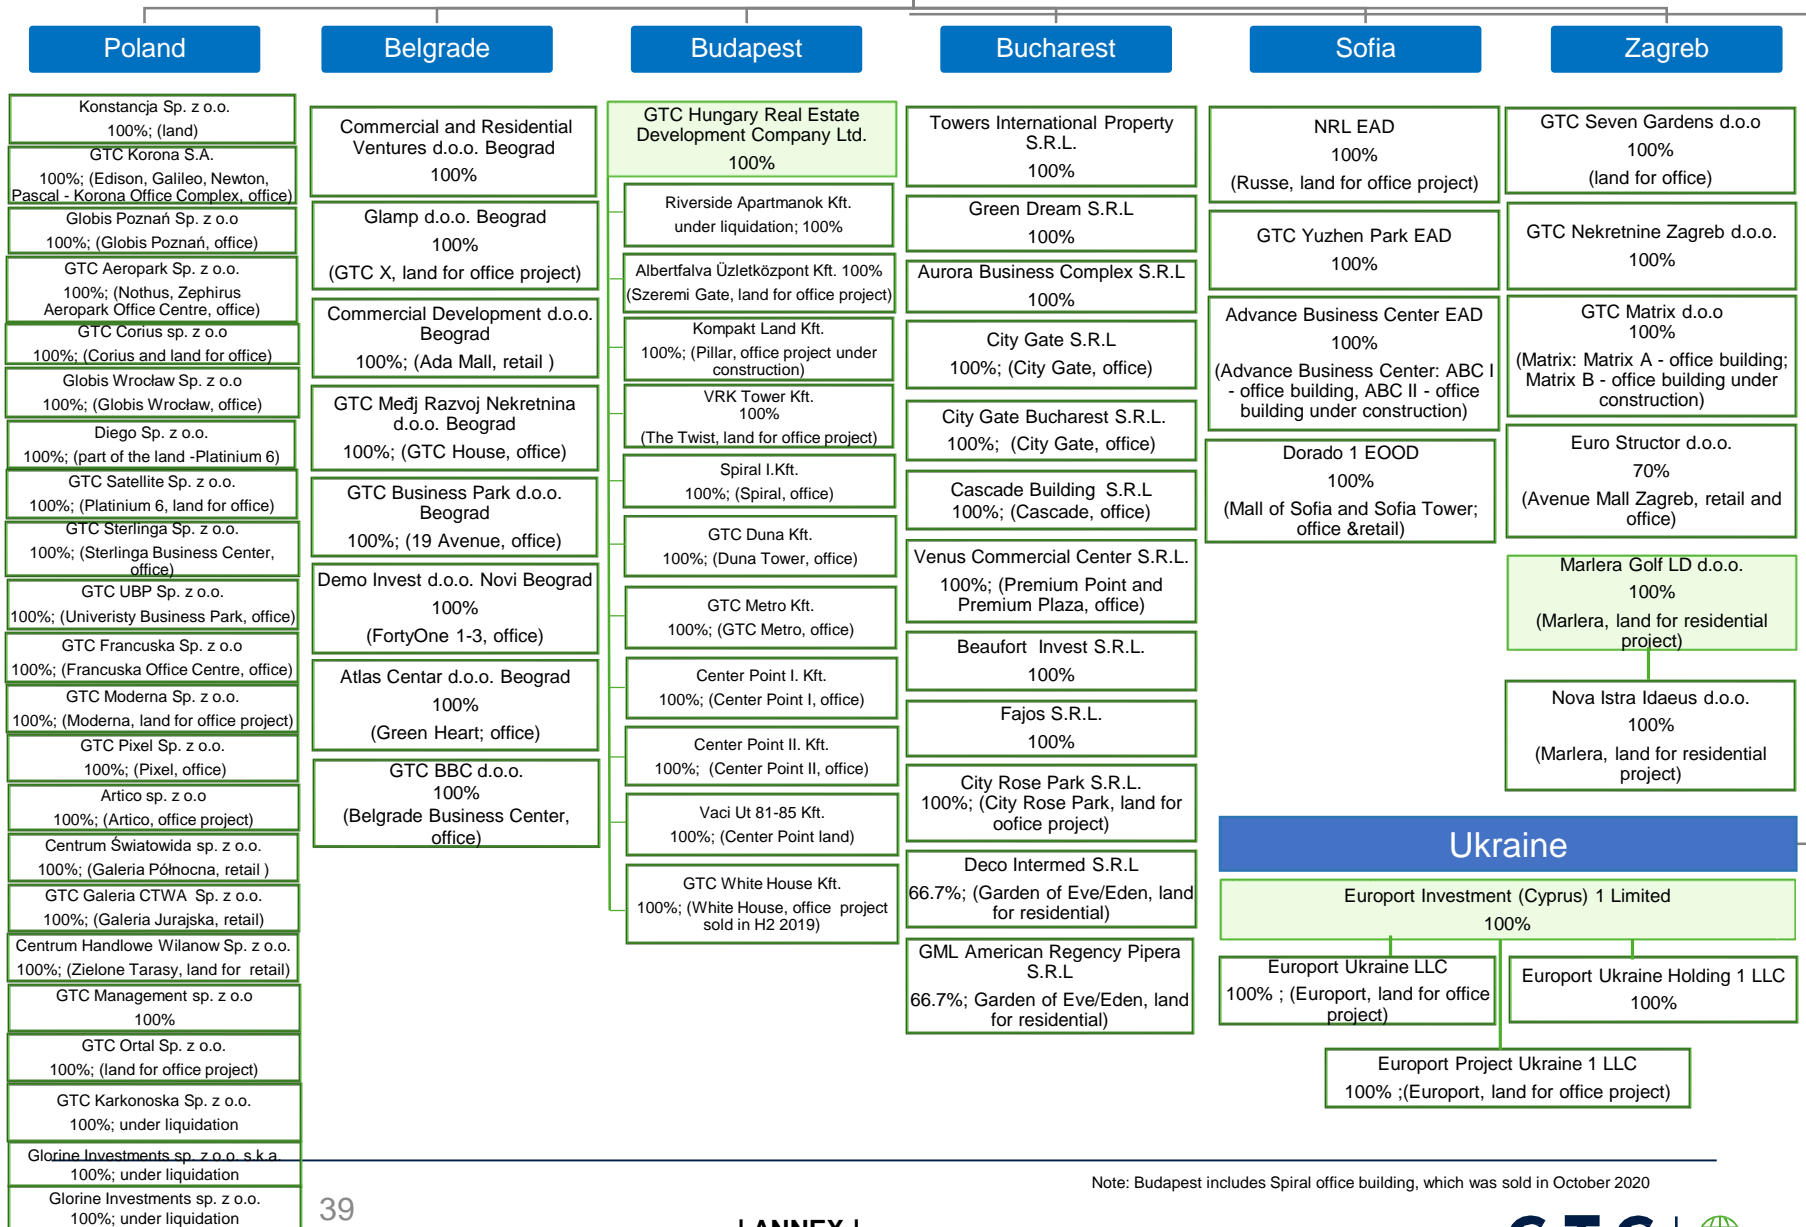 Poland
Konstancja Sp. z o.o.
100%; (land)
GTC Korona S.A.
100%; (Edison, Galileo, Newton,
Pascal - Korona Office Complex, office)
Globis Poznań Sp. z o.o
100%; (Globis Poznań, office)
GTC Aeropark Sp. z o.o.
100%; (Nothus, Zephirus
Aeropark Office Centre, office)
GTC Corius sp. z o.o
100%; (Corius and land for office)
Globis Wrocław Sp. z o.o
100%; (Globis Wrocław, office)
Diego Sp. z o.o.
100%; (part of the land -Platinium 6)
GTC Satellite Sp. z o.o.
100%; (Platinium 6, land for office)
GTC Sterlinga Sp. z o.o.
100%; (Sterlinga Business Center,
office)
GTC UBP Sp. z o.o.
100%; (Univeristy Business Park, office)
GTC Francuska Sp. z o.o
100%; (Francuska Office Centre, office)
GTC Moderna Sp. z o.o.
100%; (Moderna, land for office project)
GTC Pixel Sp. z o.o.
100%; (Pixel, office)
Artico sp. z o.o
100%; (Artico, office project)
Centrum Światowida sp. z o.o.
100%; (Galeria Północna, retail )
GTC Galeria CTWA Sp. z o.o.
100%; (Galeria Jurajska, retail)
Centrum Handlowe Wilanow Sp. z o.o.
100%; (Zielone Tarasy, land for retail)
GTC Management sp. z o.o
100%
GTC Ortal Sp. z o.o.
100%; (land for office project)
GTC Karkonoska Sp. z o.o.
100%; under liquidation
Glorine Investments sp. z o.o. s.k.a.
100%; under liquidation
Glorine Investments sp. z o.o.
100%; under liquidation
Belgrade
Commercial and Residential
Ventures d.o.o. Beograd
100%
Glamp d.o.o. Beograd
100%
(GTC X, land for office project)
Commercial Development d.o.o.
Beograd
100%; (Ada Mall, retail )
GTC Medj Razvoj Nekretnina
d.o.o. Beograd
100%; (GTC House, office)
GTC Business Park d.o.o.
Beograd
100%; (19 Avenue, office)
Demo Invest d.o.o. Novi Beograd
100%
(FortyOne 1-3, office)
Atlas Centar d.o.o. Beograd
100%
(Green Heart; office)
GTC BBC d.o.o.
100%
(Belgrade Business Center,
office)
Budapest
GTC Hungary Real Estate
Development Company Ltd.
100%
Riverside Apartmanok Kft.
under liquidation; 100%
Albertfalva Üzletközpont Kft. 100%
(Szeremi Gate, land for office project)
Kompakt Land Kft.
100%; (Pillar, office project under
construction)
VRK Tower Kft.
100%
(The Twist, land for office project)
Spiral I.Kft.
100%; (Spiral, office)
GTC Duna Kft.
100%; (Duna Tower, office)
GTC Metro Kft.
100%; (GTC Metro, office)
Center Point I. Kft.
100%; (Center Point I, office)
Center Point II. Kft.
100%; (Center Point II, office)
Vaci Ut 81-85 Kft.
100%; (Center Point land)
GTC White House Kft.
100%; (White House, office project
sold in H2 2019)
Bucharest
Towers International Property
S.R.L.
100%
Green Dream S.R.L
100%
Aurora Business Complex S.R.L
100%
City Gate S.R.L
100%; (City Gate, office)
City Gate Bucharest S.R.L.
100%; (City Gate, office)
Cascade Building S.R.L
100%; (Cascade, office)
Venus Commercial Center S.R.L.
100%; (Premium Point and
Premium Plaza, office)
Beaufort Invest S.R.L.
100%
Fajos S.R.L.
100%
City Rose Park S.R.L.
100%; (City Rose Park, land for
oofice project)
Deco Intermed S.R.L
66.7%; (Garden of Eve/Eden, land
for residential)
GML American Regency Pipera
S.R.L
66.7%; Garden of Eve/Eden, land
for residential)
Sofia
NRL EAD
100%
(Russe, land for office project)
GTC Yuzhen Park EAD
100%
Advance Business Center EAD
100%
(Advance Business Center: ABC I
- office building, ABC II - office
building under construction)
Dorado 1 EOOD
100%
(Mall of Sofia and Sofia Tower;
office &retail)
Zagreb
GTC Seven Gardens d.o.o
100%
(land for office)
GTC Nekretnine Zagreb d.o.o.
100%
GTC Matrix d.o.o
100%
(Matrix: Matrix A - office building;
Matrix B - office building under
construction)
Euro Structor d.o.o.
70%
(Avenue Mall Zagreb, retail and
office)
Marlera Golf LD d.o.o.
100%
(Marlera, land for residential
project)
Nova Istra Idaeus d.o.o.
100%
(Marlera, land for residential
project)
Ukraine
Europort Investment (Cyprus) 1 Limited
100%
Europort Ukraine LLC
100% ; (Europort, land for office
project)
Europort Ukraine Holding 1 LLC
100%
Europort Project Ukraine 1 LLC
100% ;(Europort, land for office project)
Note: Budapest includes Spiral office building, which was sold in October 2020
39
| ANNEX |
GTC